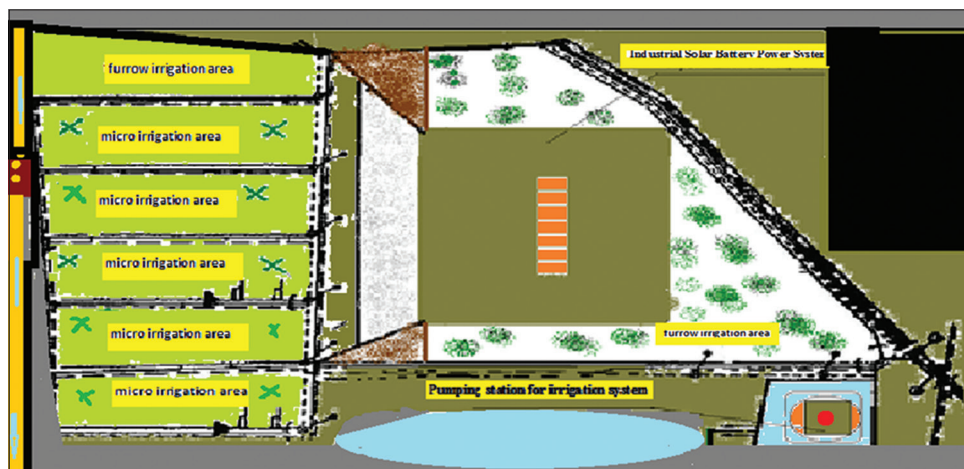 furrow irrigation area
Industrial Solar Battery Power System
micro irrigation area
micro irrigation area
micro irrigation area
micro irrigation area
furrow irrigation area
micro irrigation area
Pumping station for irrigation system